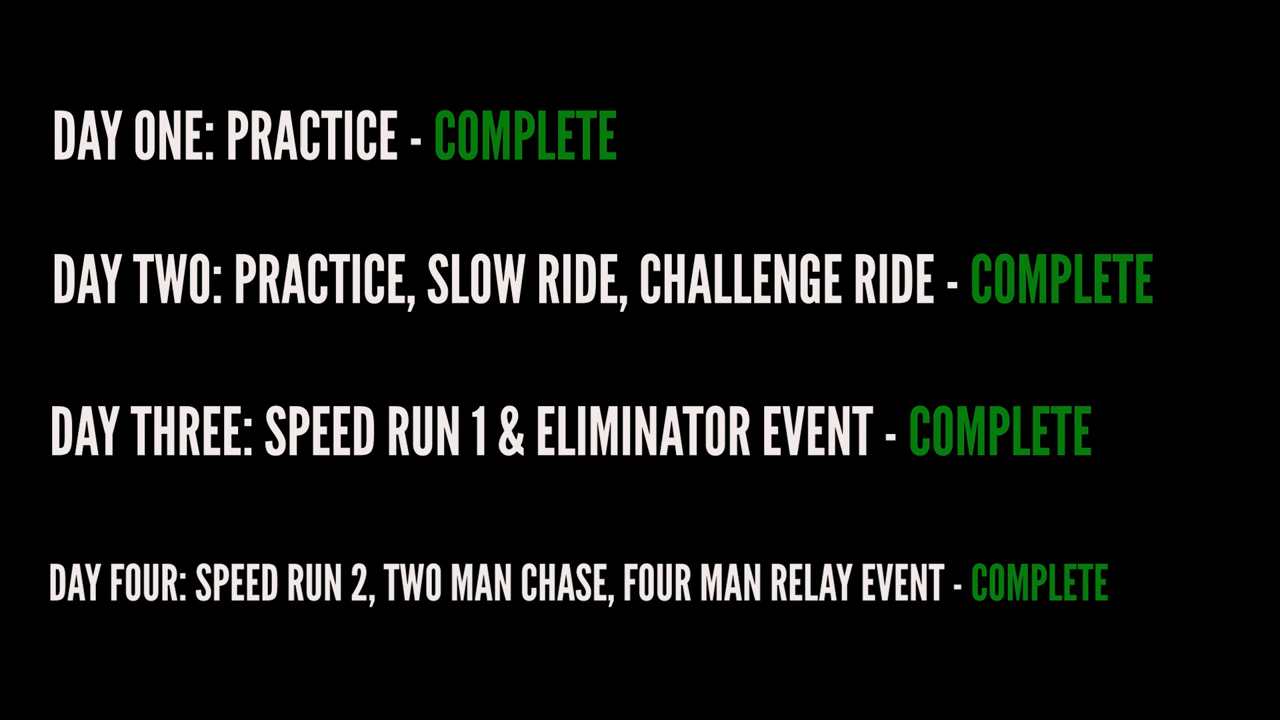 DAY ONE: PRACTICE - COMPLETE
DAY TWO: PRACTICE, SLOW RIDE, CHALLENGE RIDE - COMPLETE
DAY THREE: SPEED RUN 1 & ELIMINATOR EVENT - COMPLETE
DAY FOUR: SPEED RUN 2, TWO MAN CHASE, FOUR MAN RELAY EVENT - COMPLETE